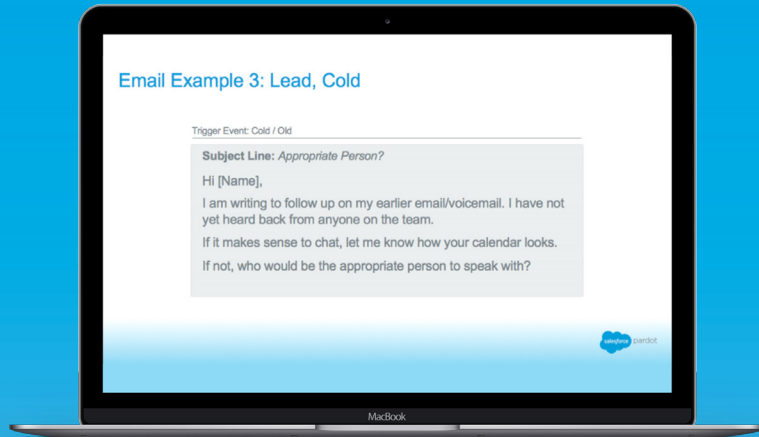 Email Example 3: Lead, Cold
Trigger Event: Cold / Old
Subject Line: Appropriate Person?
Hi [Name],
I am writing to follow up on my earlier email/voicemail. I have not
yet heard back from anyone on the team.
If it makes sense to chat, let me know how your calendar looks.
If not, who would be the appropriate person to speak with?
salesforce pardot
MacBook